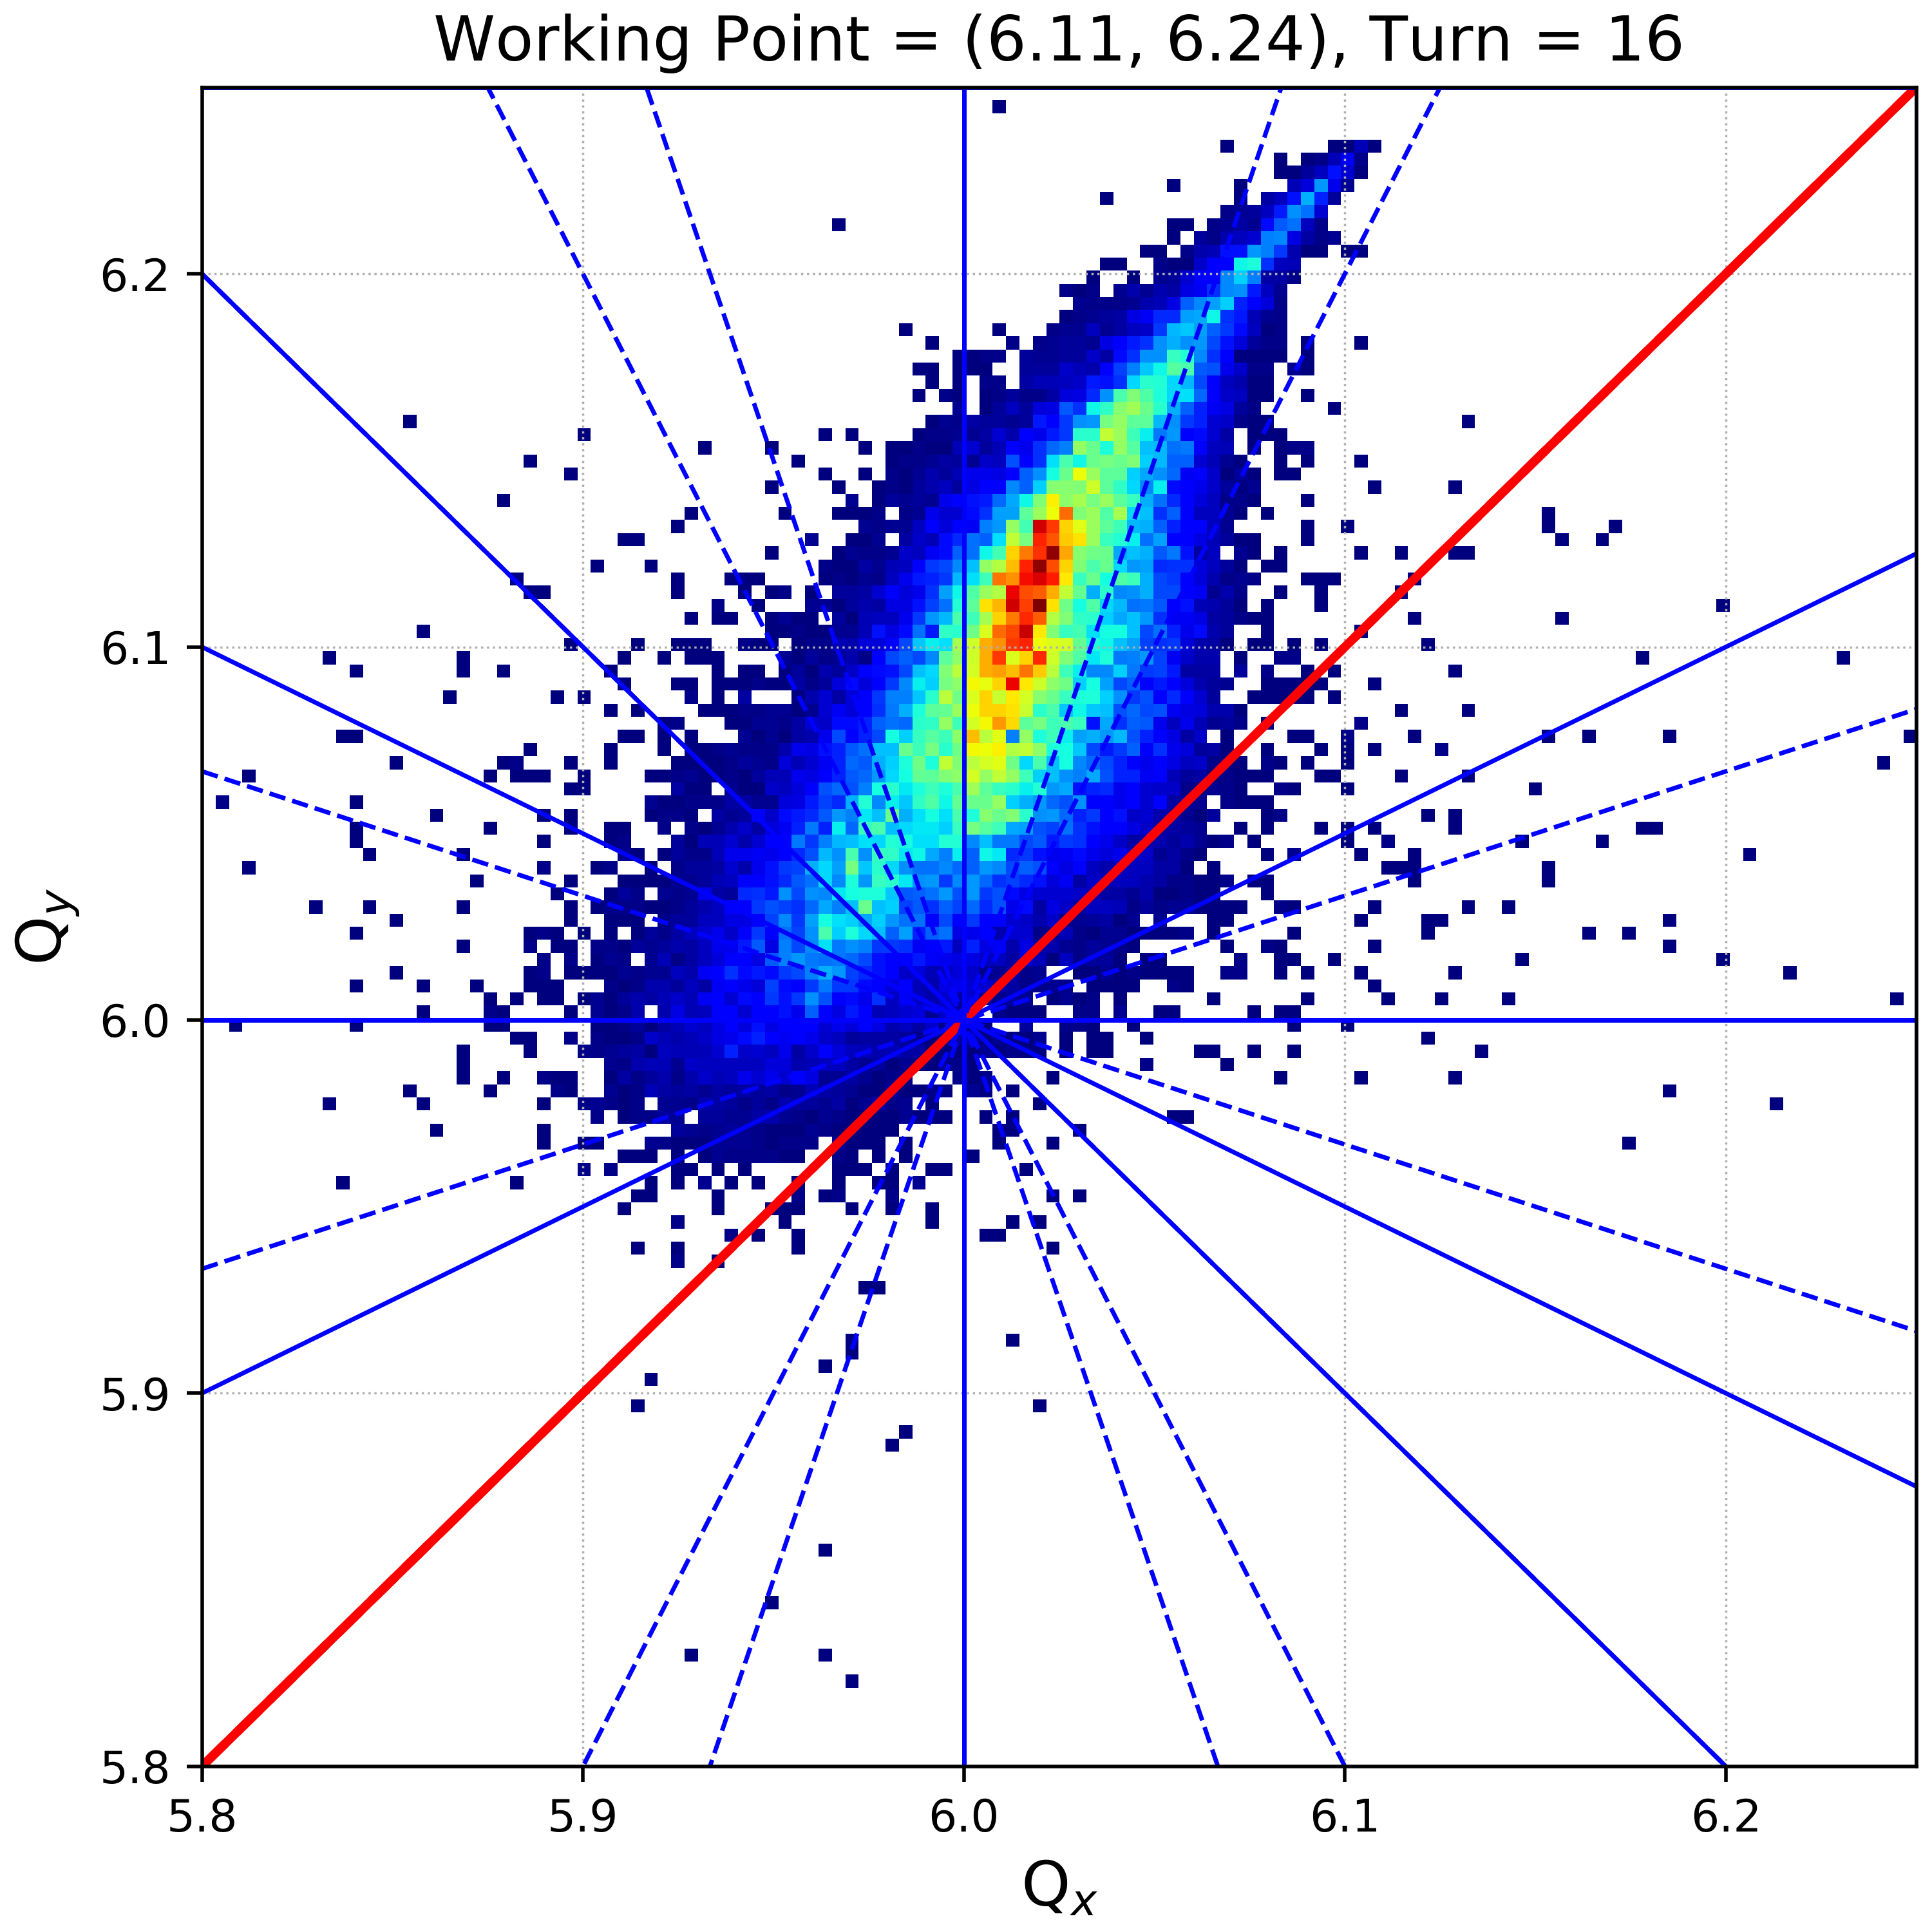 Working Point = (6.11, 6.24), Turn = 16
6.2
6.1
6.0
5.9
5.8
Qy
5.8 5.9 6.0 6.1 6.2
Qx